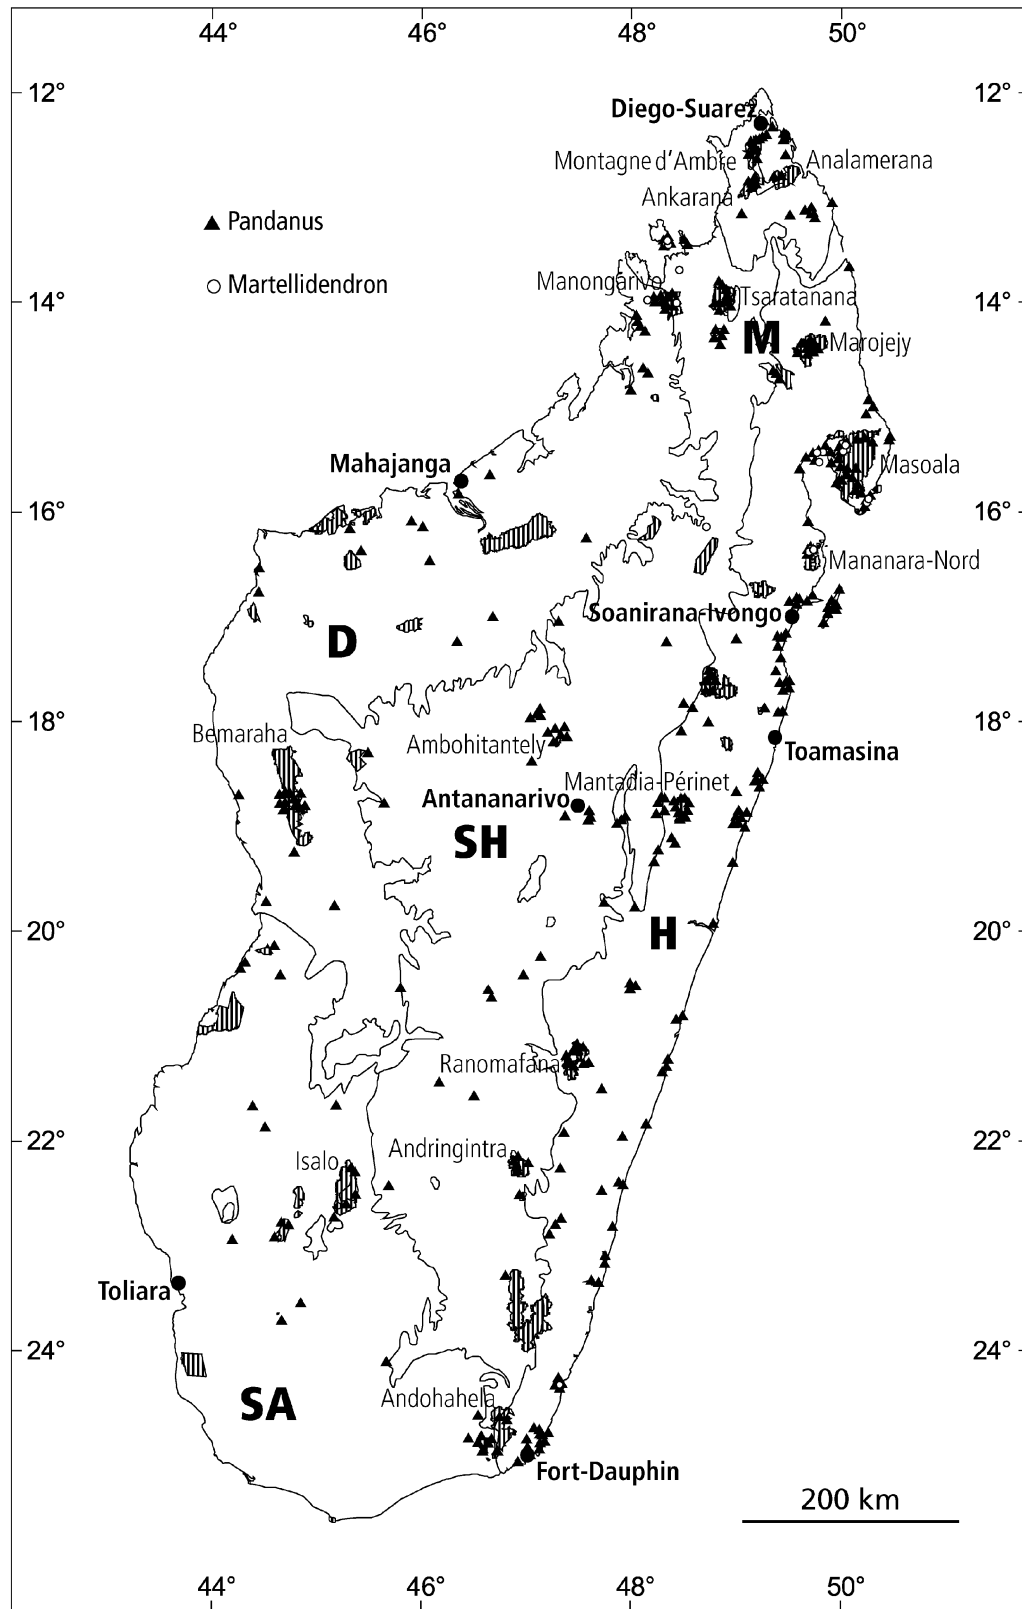 44° 46° 48° 50°
12° 12°
Diego-Suarez
Montagne d'Ambre Analamerana
Ankarana
Pandanus
Martellidendron
Manongarivo
14° Tsaratanana 14°
M
Marojejy
Mahajanga
Masoala
16° 16°
Mananara-Nord
Soanirana-Ivongo
D
18° 18°
Bemaraha
Ambohitantely
Toamasina
Mantadia-Périnet
Antananarivo
SH
20° H 20°
Ranomafana
22° 22°
Andringintra
Isalo
Toliara
24° 24°
Andohahela
SA
Fort-Dauphin
200 km
44° 46° 48° 50°